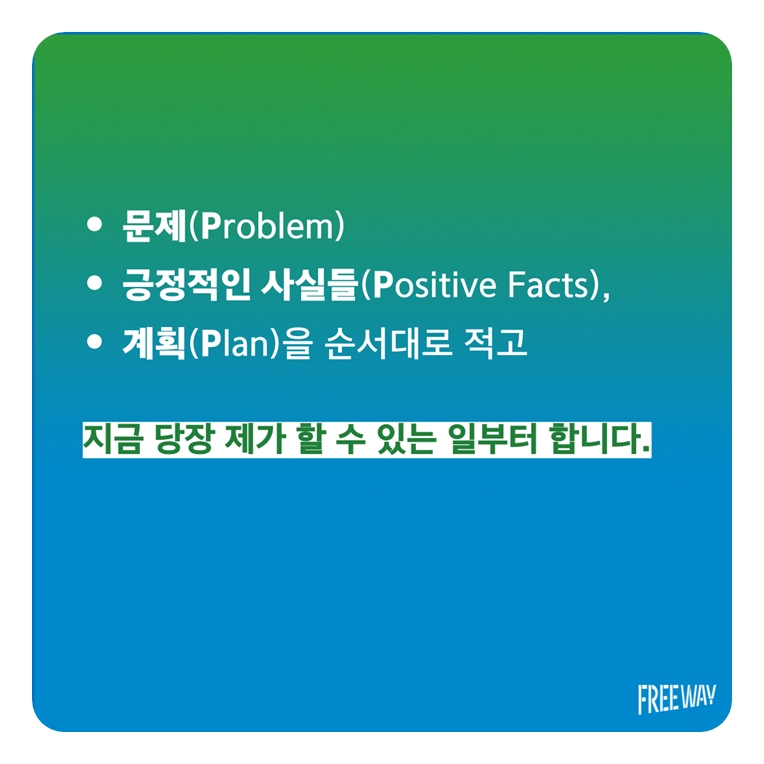 • 문제(Problem)
• 긍정적인 사실들(Positive Facts),
• 계획(Plan)을 순서대로 적고
지금 당장 제가 할 수 있는 일부터 합니다.
FREEWAY